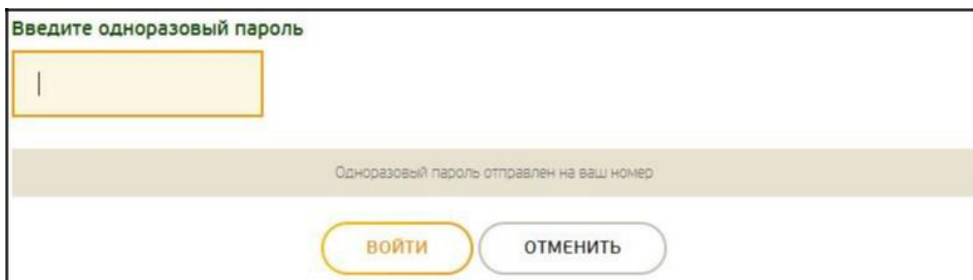 Введите одноразовый пароль
Одноразовый пароль отправлен на ваш номер
ВОЙТИ ОТМЕНИТЬ